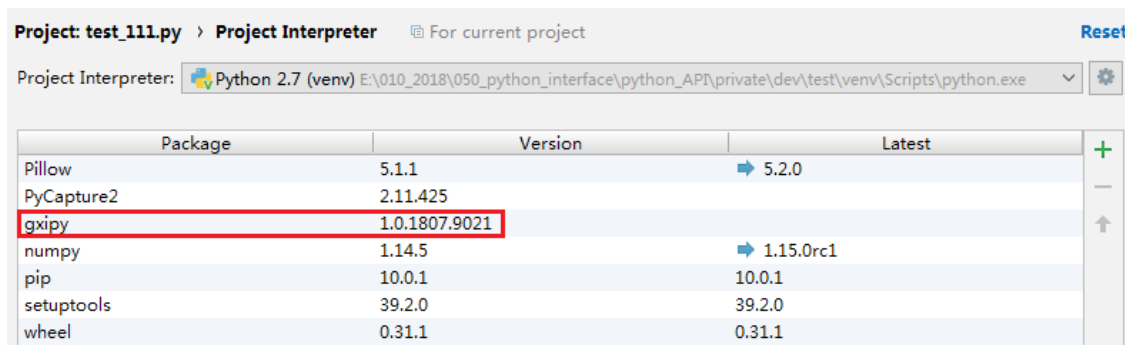 Project: test_111.py › Project Interpreter For current project Reset
Project Interpreter: Python 2.7 (venv) E:\010_2018\050_python_interface\python_API\private\dev\test\venv\Scripts\python.exe
Package Version Latest
Pillow 5.1.1 5.2.0
PyCapture2 2.11.425
gxipy 1.0.1807.9021
numpy 1.14.5 1.15.0rc1
pip 10.0.1 10.0.1
setuptools 39.2.0 39.2.0
wheel 0.31.1 0.31.1